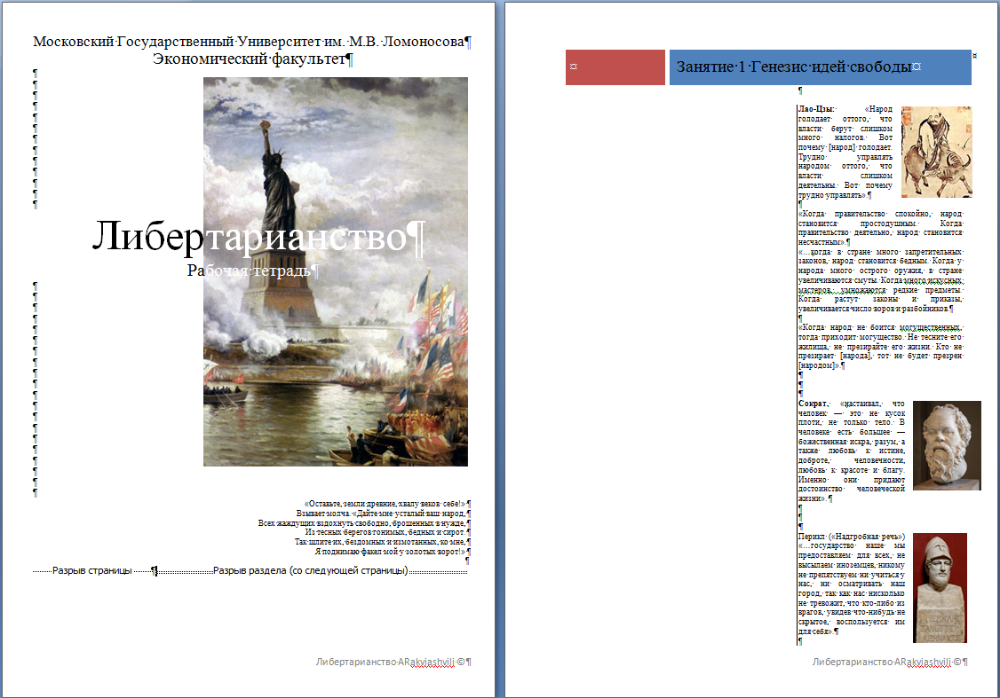 Московский Государственный Университет им. М.В. Ломоносова
Экономический факультет
Либертарианство
Рабочая тетрадь
«Оставьте, земли древние, хвалу веков себе!»
Взывает молча. «Дайте мне усталый ваш народ,
Всех жаждущих вздохнуть свободно, брошенных в нужде,
Из тесных берегов гонимых, бедных и сирот.
Так шлите их, бездомных и измотанных, ко мне,
Я поднимаю факел мой у золотых ворот!»
Разрыв страницы
Разрыв раздела (со следующей страницы)
Либертарианство ARakviashvili ©
Занятие 1 Генезис идей свободы
Лао-Цзы: «Народ
голодает оттого, что
власти берут слишком
много налогов. Вот
почему [народ] голодает.
Трудно управлять
народом оттого, что
власти слишком
деятельны. Вот почему
трудно управлять».
«Когда правительство спокойно, народ
становится простодушным. Когда
правительство деятельно, народ становится
несчастным».
«…когда в стране много запретительных
законов, народ становится бедным. Когда у
народа много острого оружия, в стране
увеличиваются смуты. Когда много искусных
мастеров, умножаются редкие предметы.
Когда растут законы и приказы,
увеличивается число воров и разбойников.
«Когда народ не боится могущественных,
тогда приходит могущество. Не тесните его
жилища, не презирайте его жизни. Кто не
презирает [народа], тот не будет презрен
[народом]».
Сократ, «настаивал, что
человек — это не кусок
плоти, не только тело. В
человеке есть большее —
божественная искра, разум, а
также любовь к истине,
доброте, человечности,
любовь к красоте и благу.
Именно они придают
достоинство человеческой
жизни».
Перикл («Надгробная речь»)
«…государство наше мы
предоставляем для всех, не
высылаем иноземцев, никому
не препятствуем ни учиться у
нас, ни осматривать наш
город, так как нас нисколько
не тревожит, что кто-либо из
врагов, увидев что-нибудь не
скрытое, воспользуется им
для себя».
Либертарианство ARakviashvili ©